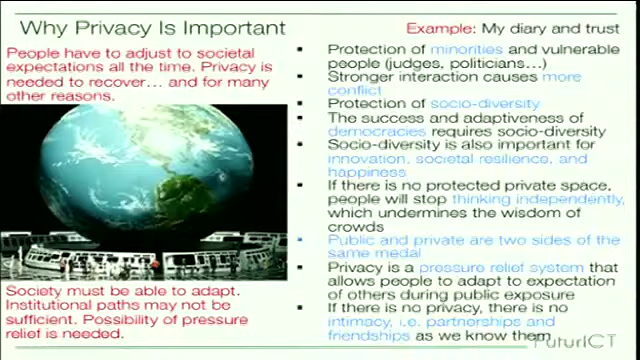 Why Privacy Is Important
Example: My diary and trust
People have to adjust to societal
expectations all the time. Privacy is
needed to recover… and for many
other reasons.
Society must be able to adapt.
Institutional paths may not be
sufficient. Possibility of pressure
relief is needed.
Protection of minorities and vulnerable
people (judges, politicians…)
Stronger interaction causes more
conflict
Protection of socio-diversity
The success and adaptiveness of
democracies requires socio-diversity
Socio-diversity is also important for
innovation, societal resilience, and
happiness
If there is no protected private space,
people will stop thinking independently,
which undermines the wisdom of
crowds
Public and private are two sides of the
same medal
Privacy is a pressure relief system that
allows people to adapt to expectation
of others during public exposure
If there is no privacy, there is no
intimacy, i.e. partnerships and
friendships as we know them
FuturICT